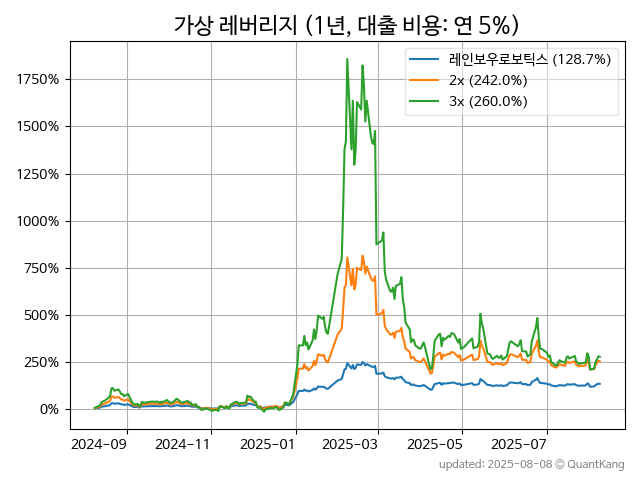 가상 레버리지 (1년, 대출 비용: 연 5%)
레인보우로보틱스 (128.7%)
2x (242.0%)
3x (260.0%)
1750%
1500%
1250%
1000%
750%
500%
250%
0%
2024-09 2024-11 2025-01 2025-03 2025-05 2025-07
updated: 2025-08-08 © QuantKang